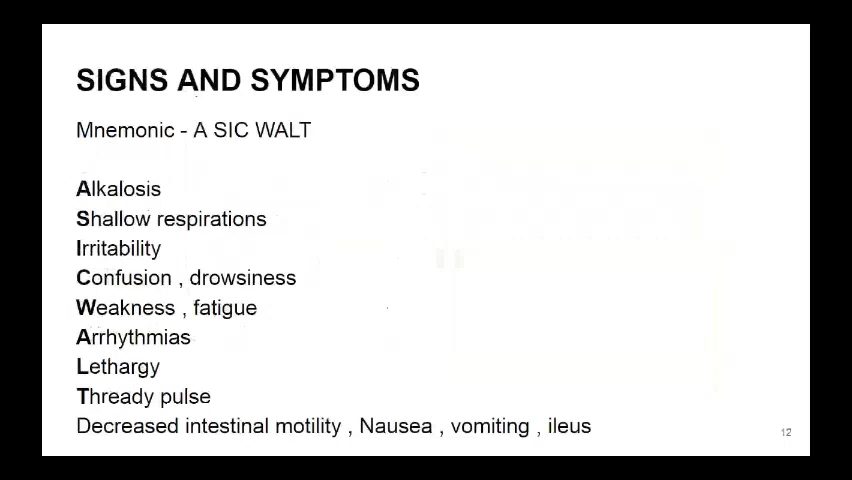 SIGNS AND SYMPTOMS
Mnemonic - A SIC WALT
Alkalosis
Shallow respirations
Irritability
Confusion , drowsiness
Weakness , fatigue
Arrhythmias
Lethargy
Thready pulse
Decreased intestinal motility , Nausea , vomiting , ileus
12